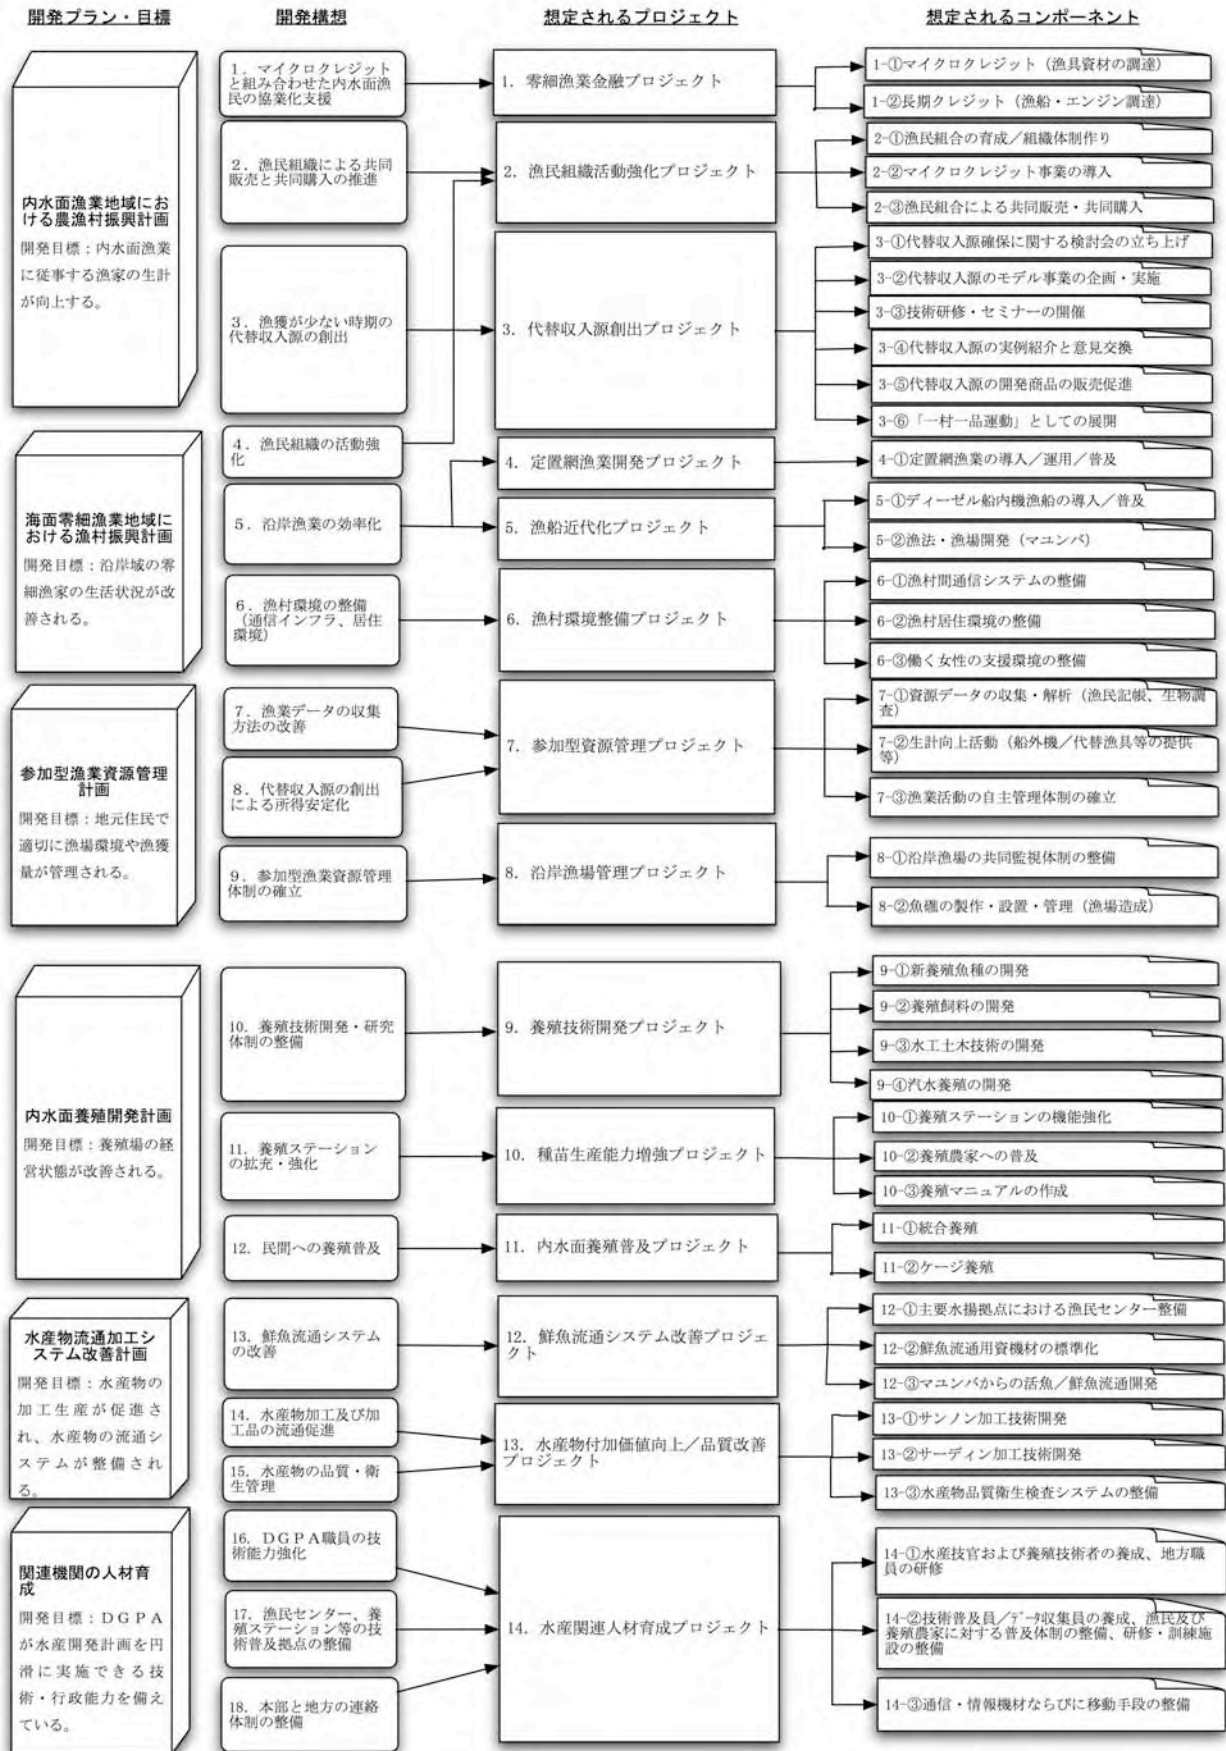 開発プラン・目標
開発構想
想定されるプロジェクト
想定されるコンポーネント
内水面漁業地域にお
ける農漁村振興計画
開発目標：内水面漁業
に従事する漁家の生計
が向上する。
海面零細漁業地域に
おける漁村振興計画
開発目標：沿岸域の零
細漁家の生活状況が改
善される。
参加型漁業資源管理
計画
開発目標：地元住民で
適切に漁場環境や漁獲
量が管理される。
内水面養殖開発計画
開発目標：養殖場の経
営状態が改善される。
水産物流通加工シ
ステム改善計画
開発目標：水産物の
加工生産が促進さ
れ、水産物の流通シ
ステムが整備され
る。
関連機関の人材育
成
開発目標：ＤＧＰＡ
が水産開発計画を円
滑に実施できる技
術・行政能力を備え
ている。
１．マイクロクレジット
と組み合わせた内水面漁
民の協業化支援
２．漁民組織による共同
販売と共同購入の推進
３．漁獲が少ない時期の
代替収入源の創出
４．漁民組織の活動強
化
５．沿岸漁業の効率化
６．漁村環境の整備
（通信インフラ、居住
環境）
７．漁業データの収集
方法の改善
８．代替収入源の創出
による所得安定化
９．参加型漁業資源管理
体制の確立
10．養殖技術開発・研究
体制の整備
11．養殖ステーション
の拡充・強化
12．民間への養殖普及
13．鮮魚流通システム
の改善
14．水産物加工及び加
工品の流通促進
15．水産物の品質・衛
生管理
16．ＤＧＰＡ職員の技
術能力強化
17．漁民センター、養
殖ステーション等の技
術普及拠点の整備
18．本部と地方の連絡
体制の整備
1．零細漁業金融プロジェクト
2．漁民組織活動強化プロジェクト
3．代替収入源創出プロジェクト
4．定置網漁業開発プロジェクト
5．漁船近代化プロジェクト
6．漁村環境整備プロジェクト
7．参加型資源管理プロジェクト
8．沿岸漁場管理プロジェクト
9．養殖技術開発プロジェクト
10．種苗生産能力増強プロジェクト
11．内水面養殖普及プロジェクト
12．鮮魚流通システム改善プロジェ
クト
13．水産物付加価値向上／品質改善
プロジェクト
14．水産関連人材育成プロジェクト
1-①マイクロクレジット（漁具資材の調達）
1-②長期クレジット（漁船・エンジン調達）
2-①漁民組合の育成／組織体制作り
2-②マイクロクレジット事業の導入
2-③漁民組合による共同販売・共同購入
3-①代替収入源確保に関する検討会の立ち上げ
3-②代替収入源のモデル事業の企画・実施
3-③技術研修・セミナーの開催
3-④代替収入源の実例紹介と意見交換
3-⑤代替収入源の開発商品の販売促進
3-⑥「一村一品運動」としての展開
4-①定置網漁業の導入／運用／普及
5-①ディーゼル船内機漁船の導入／普及
5-②漁法・漁場開発（マユンバ）
6-①漁村間通信システムの整備
6-②漁村居住環境の整備
6-③働く女性の支援環境の整備
7-①資源データの収集・解析（漁民記帳、生物調
査）
7-②生計向上活動（船外機／代替漁具等の提供
等）
7-③漁業活動の自主管理体制の確立
8-①沿岸漁場の共同監視体制の整備
8-②魚礁の製作・設置・管理（漁場造成）
9-①新養殖魚種の開発
9-②養殖飼料の開発
9-③水工土木技術の開発
9-④汽水養殖の開発
10-①養殖ステーションの機能強化
10-②養殖農家への普及
10-③養殖マニュアルの作成
11-①統合養殖
11-②ケージ養殖
12-①主要水揚拠点における漁民センター整備
12-②鮮魚流通用資機材の標準化
12-③マユンバからの活魚／鮮魚流通開発
13-①サンノン加工技術開発
13-②サーディン加工技術開発
13-③水産物品質衛生検査システムの整備
14-①水産技官および養殖技術者の養成、地方職
員の研修
14-②技術普及員／ﾃﾞｰﾀ収集員の養成、漁民及び
養殖農家に対する普及体制の整備、研修・訓練施
設の整備
14-③通信・情報機材ならびに移動手段の整備